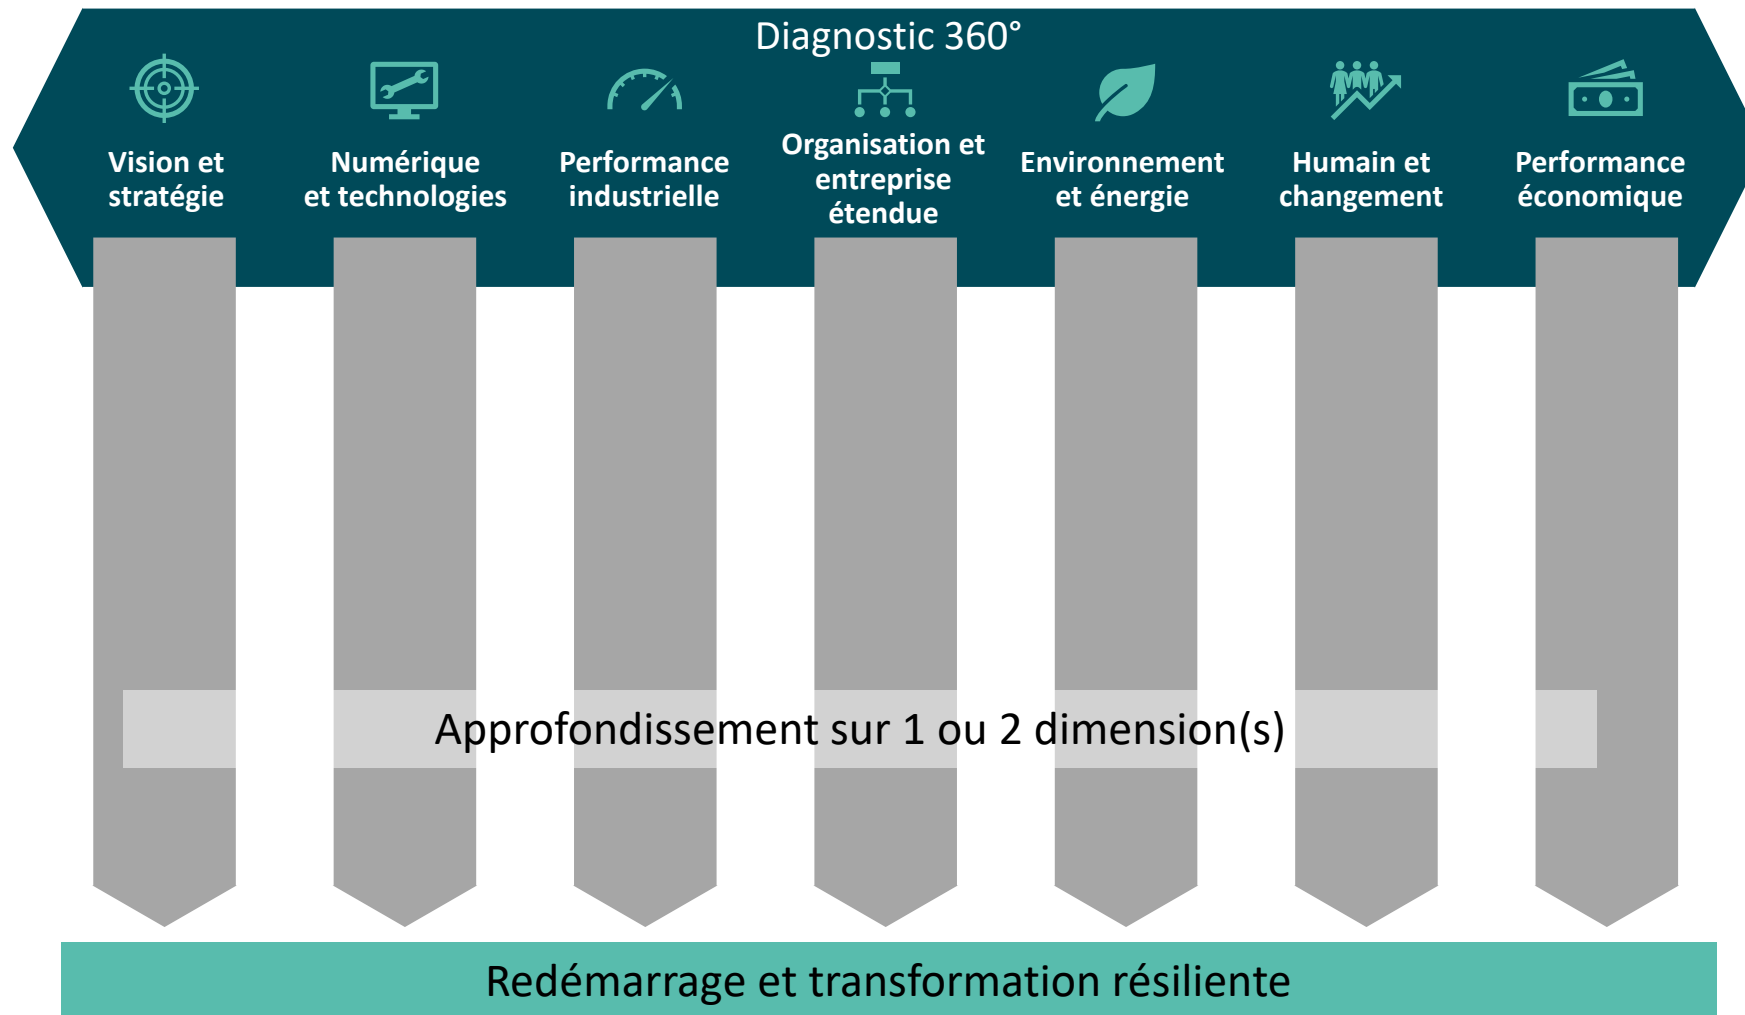 Diagnostic 360°
Vision et
stratégie
Numérique
et technologies
Performance
industrielle
Organisation et
entreprise
étendue
Environnement
et énergie
Humain et
changement
Performance
économique
Approfondissement sur 1 ou 2 dimension(s)
Redémarrage et transformation résiliente